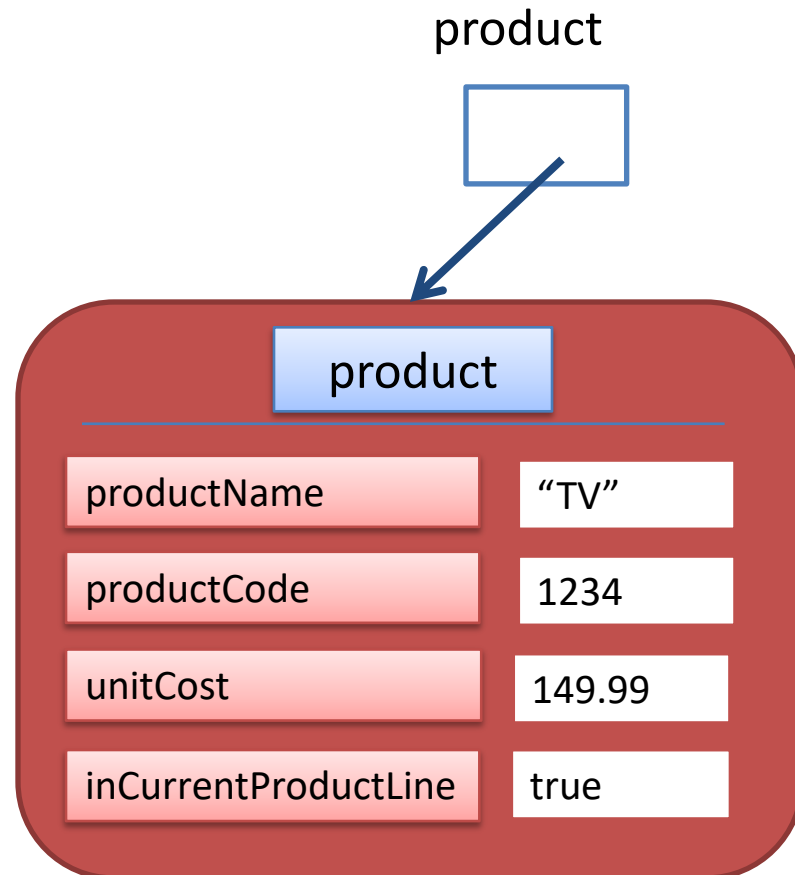 product
product
productName “TV”
productCode 1234
unitCost 149.99
inCurrentProductLine true